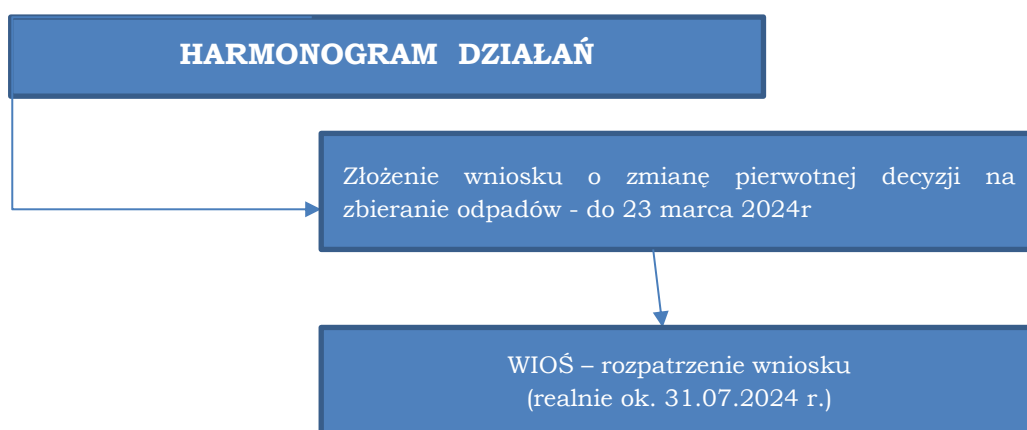 HARMONOGRAM DZIAŁAŃ
Złożenie wniosku o zmianę pierwotnej decyzji na
zbieranie odpadów - do 23 marca 2024r
WIOŚ – rozpatrzenie wniosku
(realnie ok. 31.07.2024 r.)